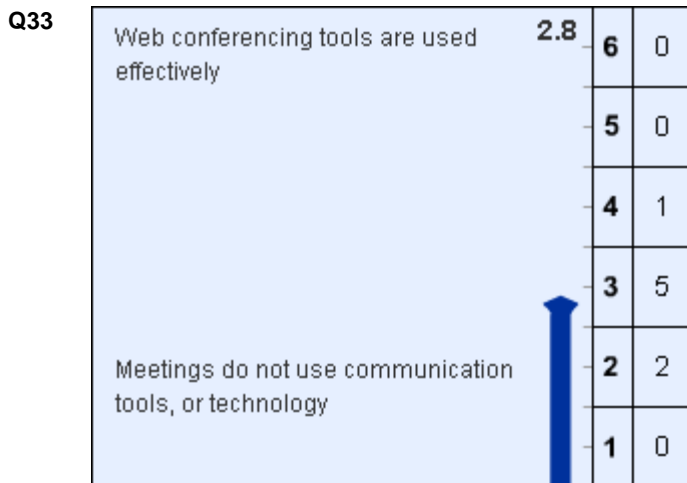 Q33
Web conferencing tools are used 2.8
effectively
6 0
5 0
4 1
3 5
Meetings do not use communication
tools, or technology
2 2
1 0